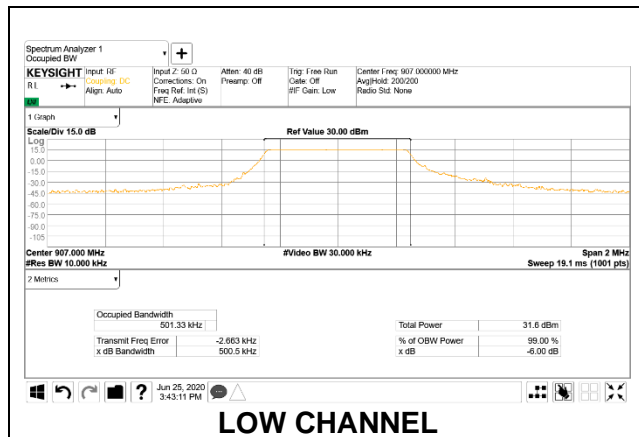 Spectrum Analyzer 1
Occupied BW
KEYSIGHT Input: RF
Coupling: DC
Align: Auto
Input Z: 50 Ω
Corrections: On
Freq Ref: Int (S)
NFE: Adaptive
Atten: 40 dB
Preamp: Off
Trig: Free Run
Gate: Off
#IF Gain: Low
Center Freq: 907.000000 MHz
Avg|Hold: 200/200
Radio Std: None
1 Graph
Scale/Div 15.0 dB
Ref Value 30.00 dBm
Log
15.0
0.00
-15.0
-30.0
-45.0
-60.0
-75.0
-90.0
-105
Center 907.000 MHz
#Video BW 30.000 kHz
Span 2 MHz
#Res BW 10.000 kHz
Sweep 19.1 ms (1001 pts)
2 Metrics
Occupied Bandwidth
501.33 kHz
Total Power 31.6 dBm
Transmit Freq Error -2.663 kHz
% of OBW Power 99.00 %
x dB Bandwidth 500.5 kHz
x dB -6.00 dB
Jun 25, 2020
3:43:11 PM
LOW CHANNEL